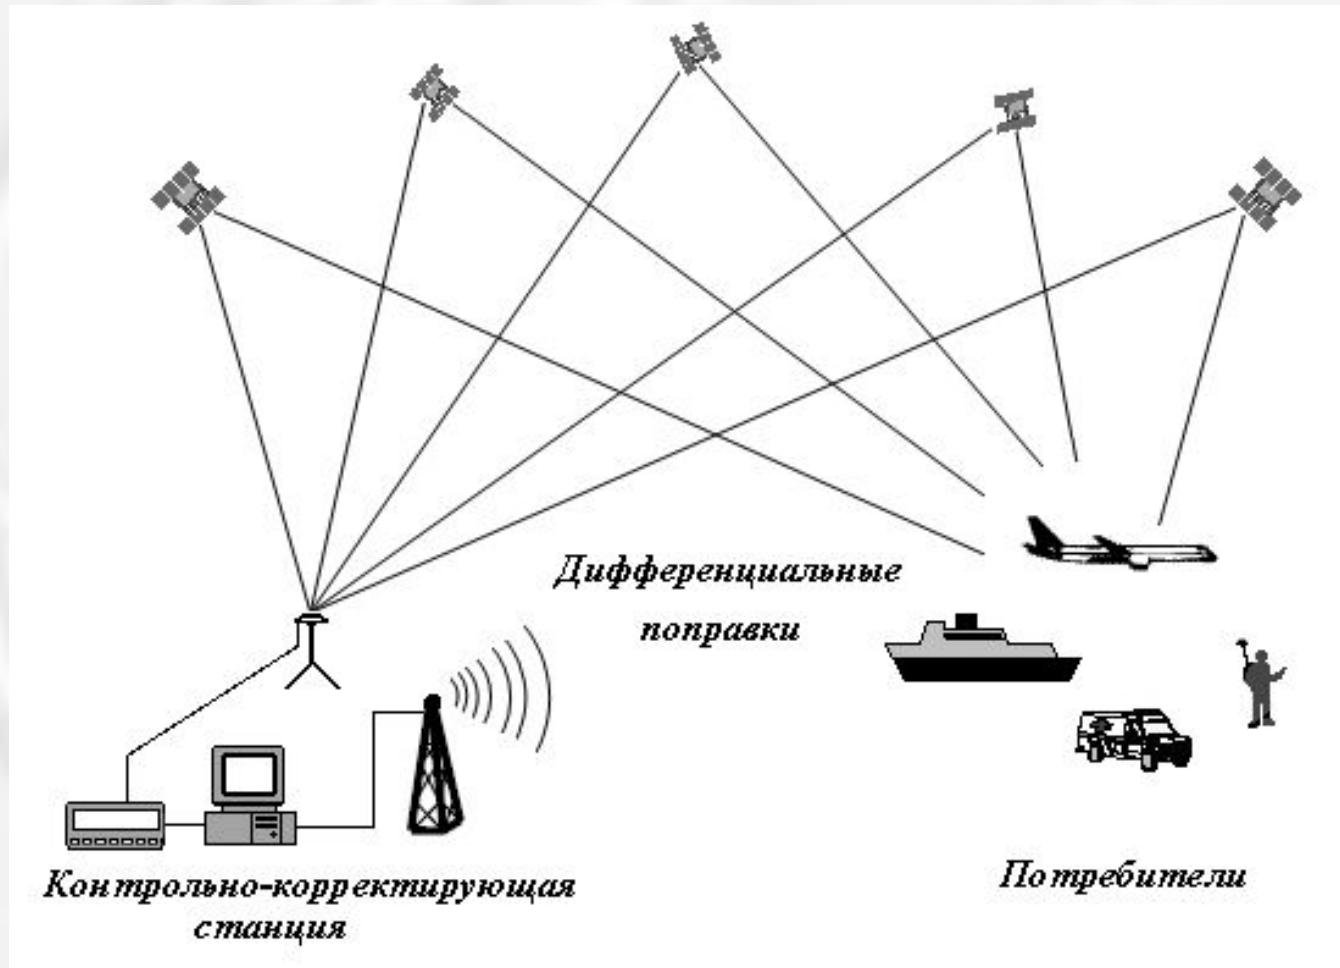 Дифференциальные
поправки
Контрольно-корректирующая
станция
Потребители